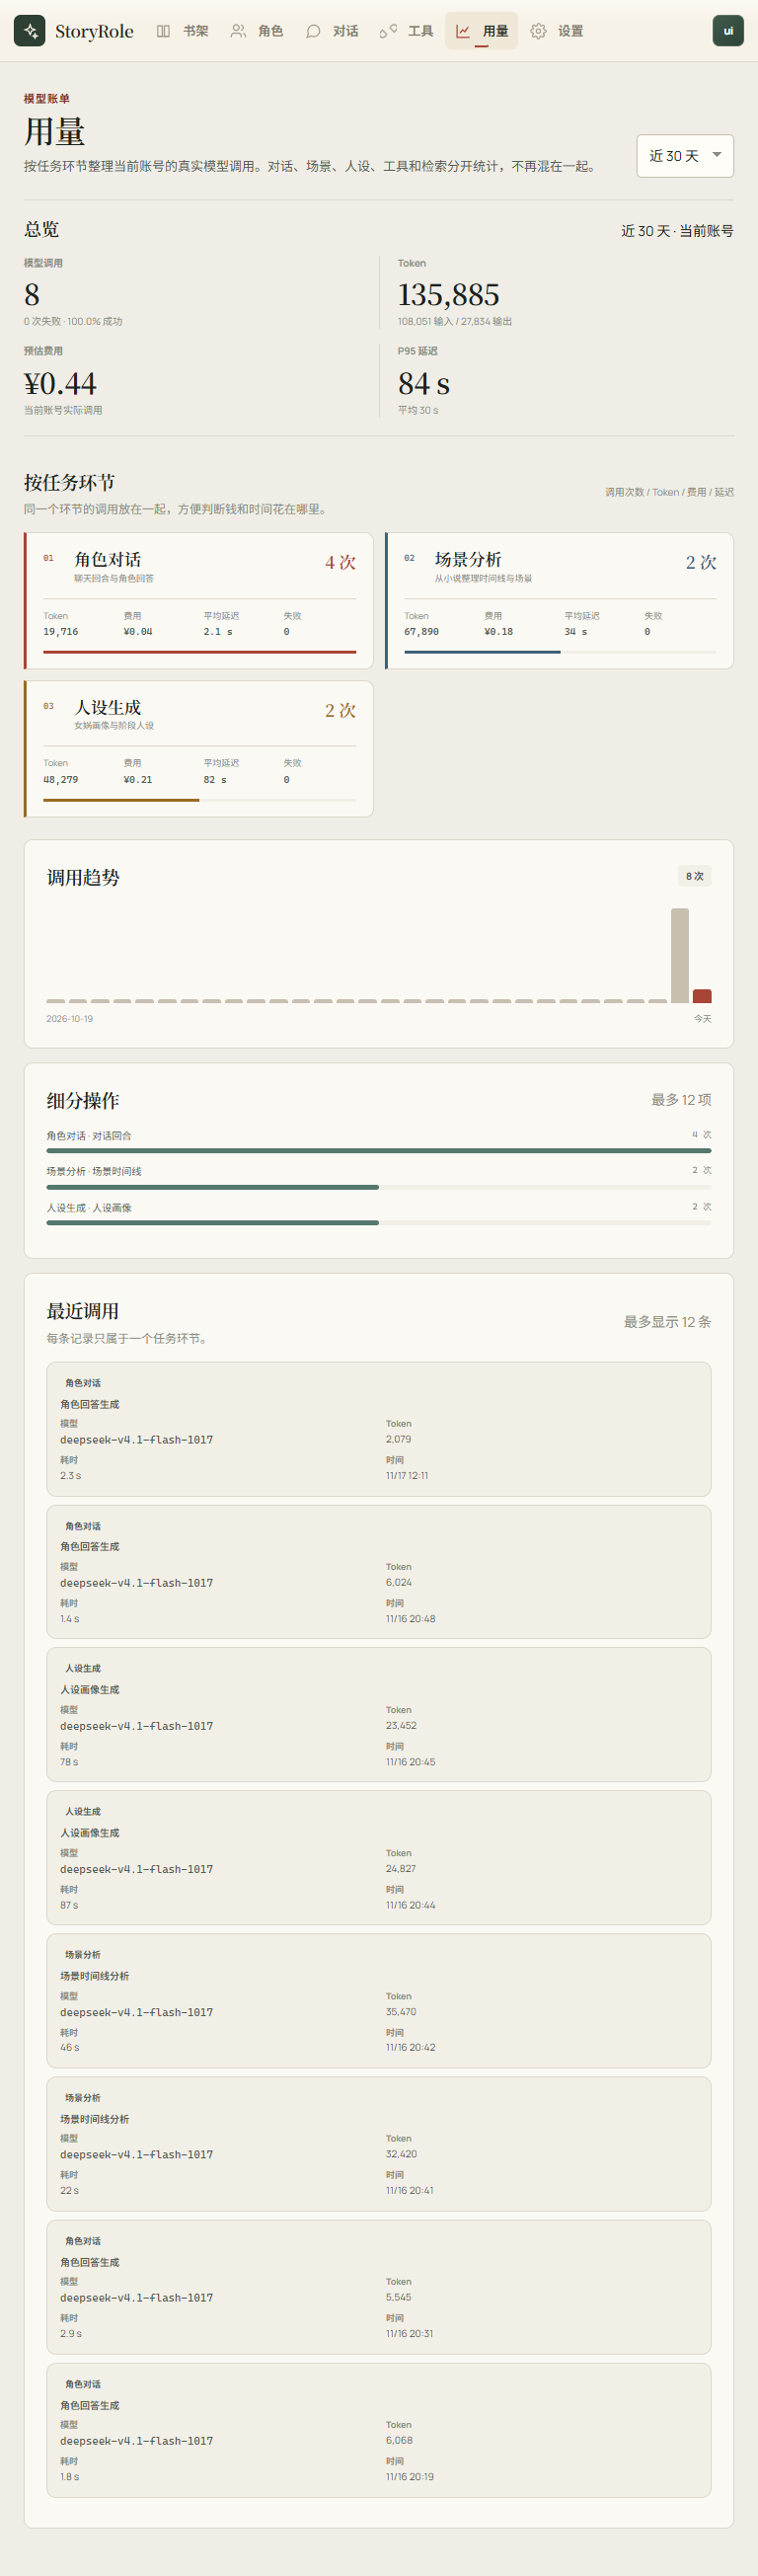 StoryRole 书架 角色 对话 工具 用量 设置 ui
模型账单
用量
按任务环节整理当前账号的真实模型调用。对话、场景、人设、工具和检索分开统计，不再混在一起。
近 30 天
总览
近 30 天 · 当前账号
模型调用
8
0 次失败 · 100.0% 成功
Token
135,885
108,051 输入 / 27,834 输出
预估费用
¥0.44
当前账号实际调用
P95 延迟
84 s
平均 30 s
按任务环节
同一个环节的调用放在一起，方便判断钱和时间花在哪里。
调用次数 / Token / 费用 / 延迟
01 角色对话 4 次
聊天回合与角色回答
Token 费用 平均延迟 失败
19,716 ¥0.04 2.1 s 0
02 场景分析 2 次
从小说整理时间线与场景
Token 费用 平均延迟 失败
67,890 ¥0.18 34 s 0
03 人设生成 2 次
女娲画像与阶段人设
Token 费用 平均延迟 失败
48,279 ¥0.21 82 s 0
调用趋势
8 次
2026-10-19 今天
细分操作
最多 12 项
角色对话 · 对话回合 4 次
场景分析 · 场景时间线 2 次
人设生成 · 人设画像 2 次
最近调用
每条记录只属于一个任务环节。
最多显示 12 条
角色对话
角色回答生成
模型 Token
deepseek-v4.1-flash-1017 2,079
耗时 时间
2.3 s 11/17 12:11
角色对话
角色回答生成
模型 Token
deepseek-v4.1-flash-1017 6,024
耗时 时间
1.4 s 11/16 20:48
人设生成
人设画像生成
模型 Token
deepseek-v4.1-flash-1017 23,452
耗时 时间
78 s 11/16 20:45
人设生成
人设画像生成
模型 Token
deepseek-v4.1-flash-1017 24,827
耗时 时间
87 s 11/16 20:44
场景分析
场景时间线分析
模型 Token
deepseek-v4.1-flash-1017 35,470
耗时 时间
46 s 11/16 20:42
场景分析
场景时间线分析
模型 Token
deepseek-v4.1-flash-1017 32,420
耗时 时间
22 s 11/16 20:41
角色对话
角色回答生成
模型 Token
deepseek-v4.1-flash-1017 5,545
耗时 时间
2.9 s 11/16 20:31
角色对话
角色回答生成
模型 Token
deepseek-v4.1-flash-1017 6,068
耗时 时间
1.8 s 11/16 20:19